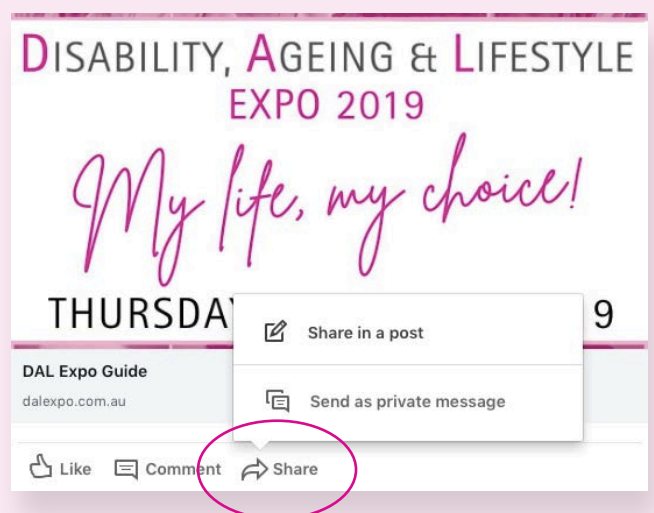 DISABILITY, AGEING & LIFESTYLE
EXPO 2019
My life, my choice!
THURSDAY 9
Share in a post
DAL Expo Guide
dalexpo.com.au
Send as private message
Like Comment Share